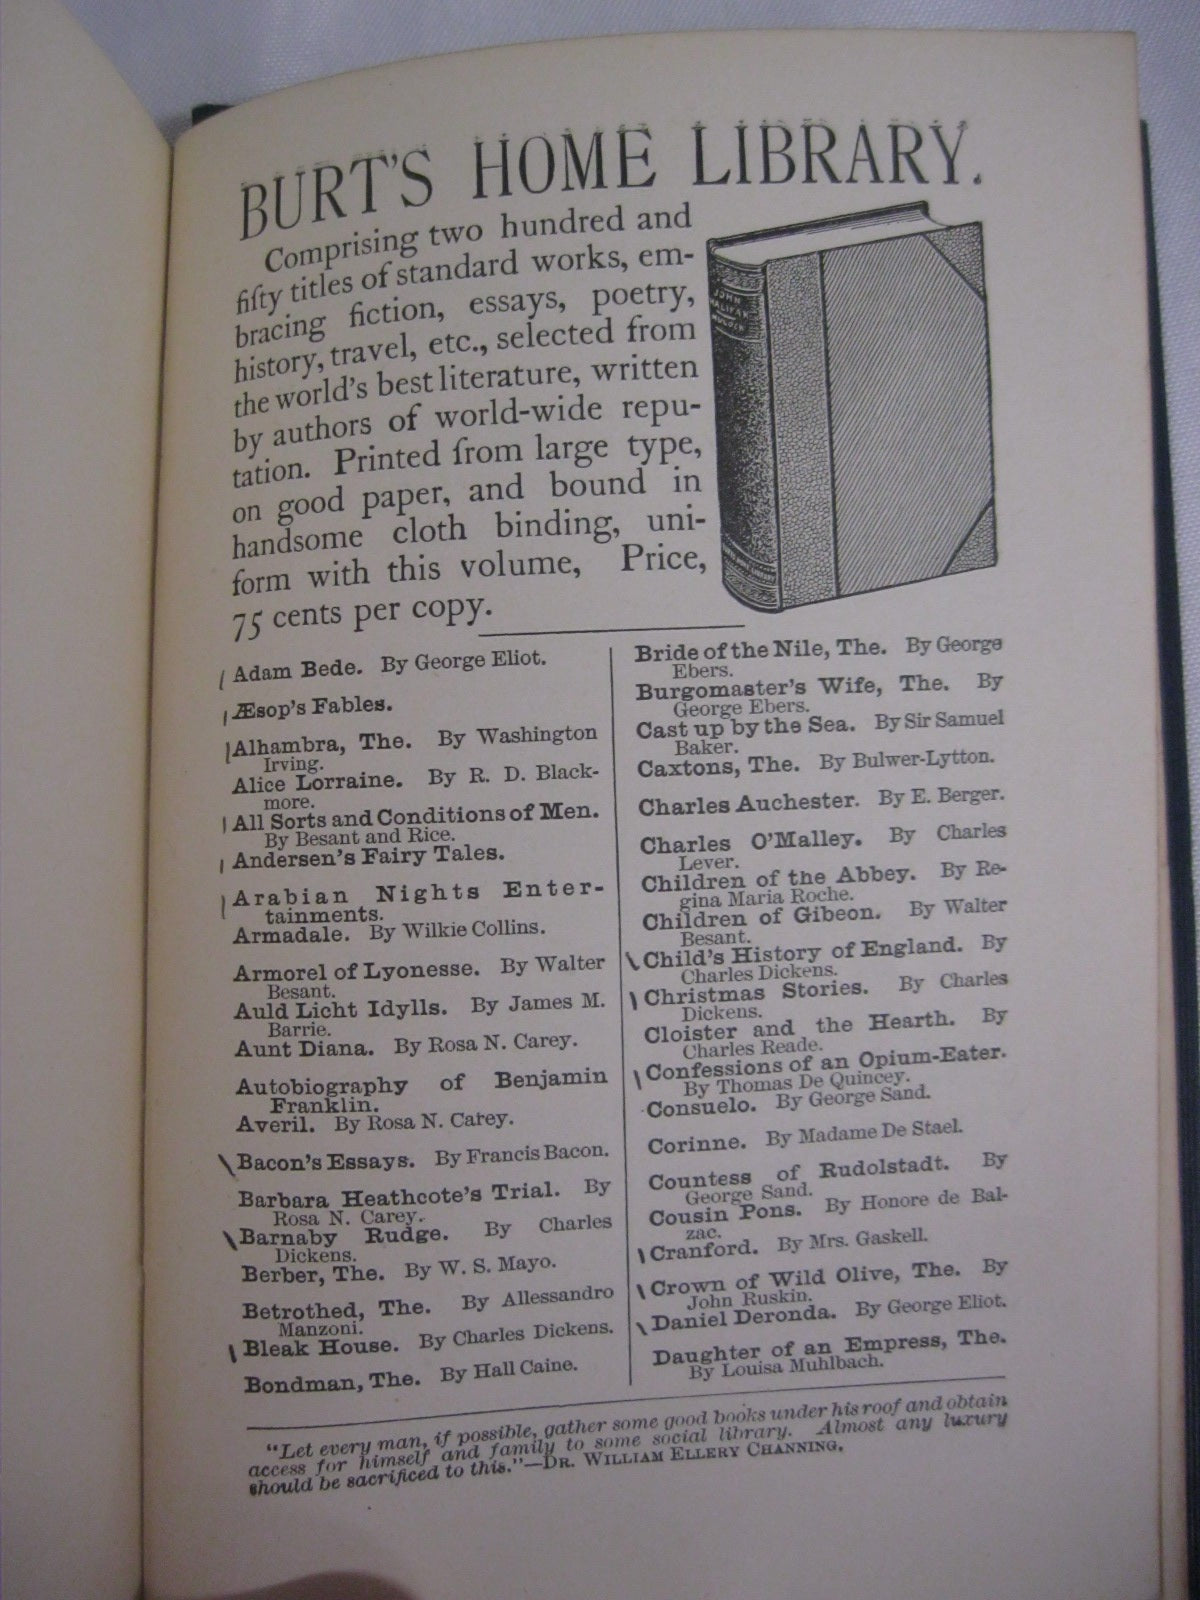 BURT'S HOME LIBRARY.
Comprising two hundred and
fifty titles of standard works, em-
bracing fiction, essays, poetry,
history, travel, etc., selected from
the world's best literature, written
by authors of world-wide repu-
tation. Printed from large type,
on good paper, and bound in
handsome cloth binding, uni-
form with this volume, Price,
75 cents per copy.
JOHN
HALIFAX
MULOCK
Adam Bede. By George Eliot.
Æsop's Fables.
Alhambra, The. By Washington
Irving.
Alice Lorraine. By R. D. Black-
more.
All Sorts and Conditions of Men.
By Besant and Rice.
Andersen's Fairy Tales.
Arabian Nights Enter-
tainments.
Armadale. By Wilkie Collins.
Armorel of Lyonesse. By Walter
Besant.
Auld Licht Idylls. By James M.
Barrie.
Aunt Diana. By Rosa N. Carey.
Autobiography of Benjamin
Franklin.
Averil. By Rosa N. Carey.
Bacon's Essays. By Francis Bacon.
Barbara Heathcote's Trial. By
Rosa N. Carey.
Barnaby Rudge. By Charles
Dickens.
Berber, The. By W. S. Mayo.
Betrothed, The. By Allessandro
Manzoni.
Bleak House. By Charles Dickens.
Bondman, The. By Hall Caine.
Bride of the Nile, The. By George
Ebers.
Burgomaster's Wife, The. By
George Ebers.
Cast up by the Sea. By Sir Samuel
Baker.
Caxtons, The. By Bulwer-Lytton.
Charles Auchester. By E. Berger.
Charles O'Malley. By Charles
Lever.
Children of the Abbey. By Re-
gina Maria Roche.
Children of Gibeon. By Walter
Besant.
Child's History of England. By
Charles Dickens.
Christmas Stories. By Charles
Dickens.
Cloister and the Hearth. By
Charles Reade.
Confessions of an Opium-Eater.
By Thomas De Quincey.
Consuelo. By George Sand.
Corinne. By Madame De Stael.
Countess of Rudolstadt. By
George Sand.
Cousin Pons. By Honore de Bal-
zac.
Cranford. By Mrs. Gaskell.
Crown of Wild Olive, The. By
John Ruskin.
Daniel Deronda. By George Eliot.
Daughter of an Empress, The.
By Louisa Muhlbach.
"Let every man, if possible, gather some good books under his roof and obtain
access for himself and family to some social library. Almost any luxury
should be sacrificed to this."—DR. WILLIAM ELLERY CHANNING.